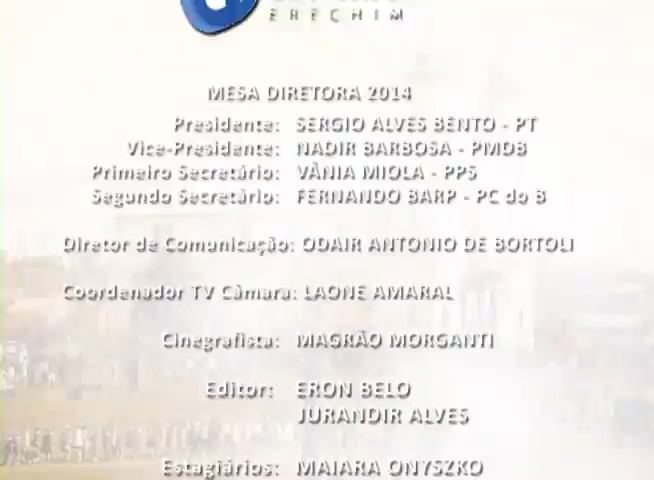 ERECHIM
MESA DIRETORA 2014
Presidente: SERGIO ALVES BENTO - PT
Vice-Presidente: NADIR BARBOSA - PMDB
Primeiro Secretário: VÂNIA MIOLA - PPS
Segundo Secretário: FERNANDO BARP - PC do B
Diretor de Comunicação: ODAIR ANTONIO DE BORTOLI
Coordenador TV Câmara: LAONE AMARAL
Cinegrafista: MAGRÃO MORGANTI
Editor: ERON BELO
JURANDIR ALVES
Estagiários: MAIARA ONYSZKO